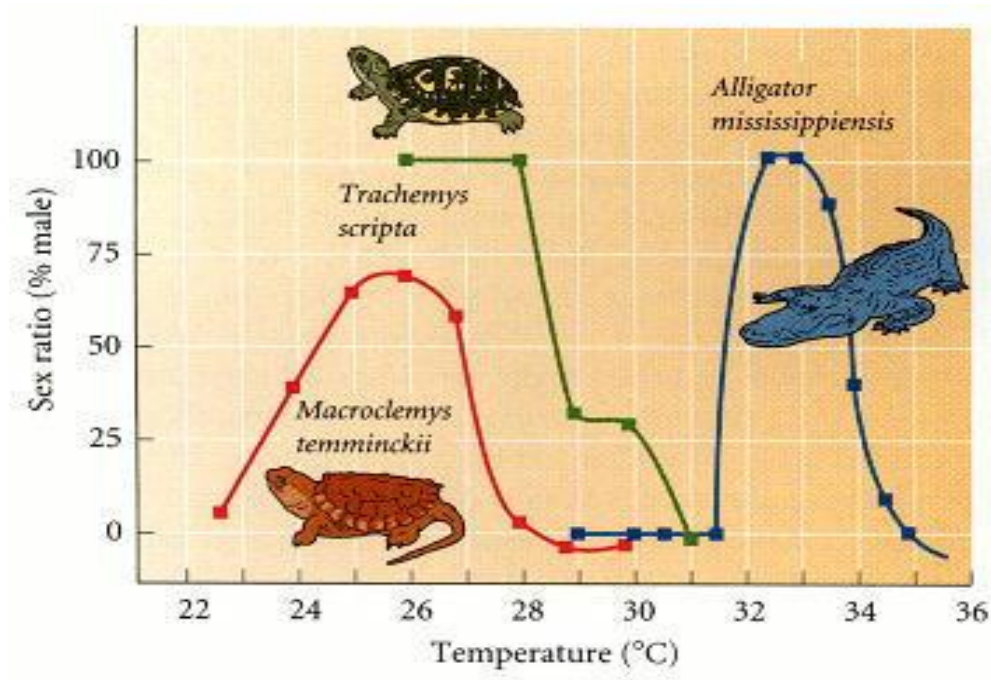 Alligator
mississippiensis
100
Trachemys
scripta
75
Sex ratio (% male)
50
Macroclemys
temminckii
25
0
22 24 26 28 30 32 34 36
Temperature (°C)